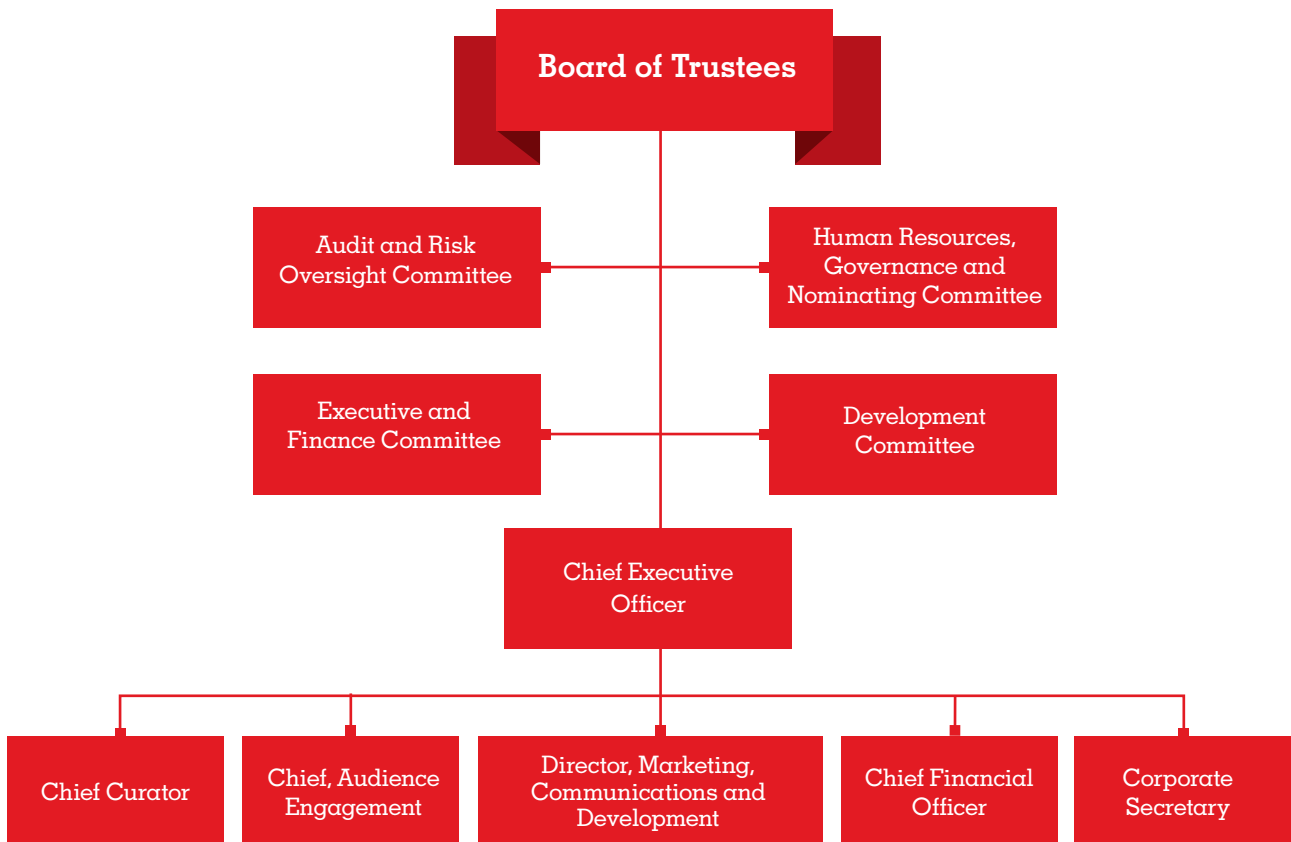 Board of Trustees
Audit and Risk
Oversight Committee
Human Resources,
Governance and
Nominating Committee
Executive and
Finance Committee
Development
Committee
Chief Executive
Officer
Chief Curator
Chief, Audience
Engagement
Director, Marketing,
Communications and
Development
Chief Financial
Officer
Corporate
Secretary